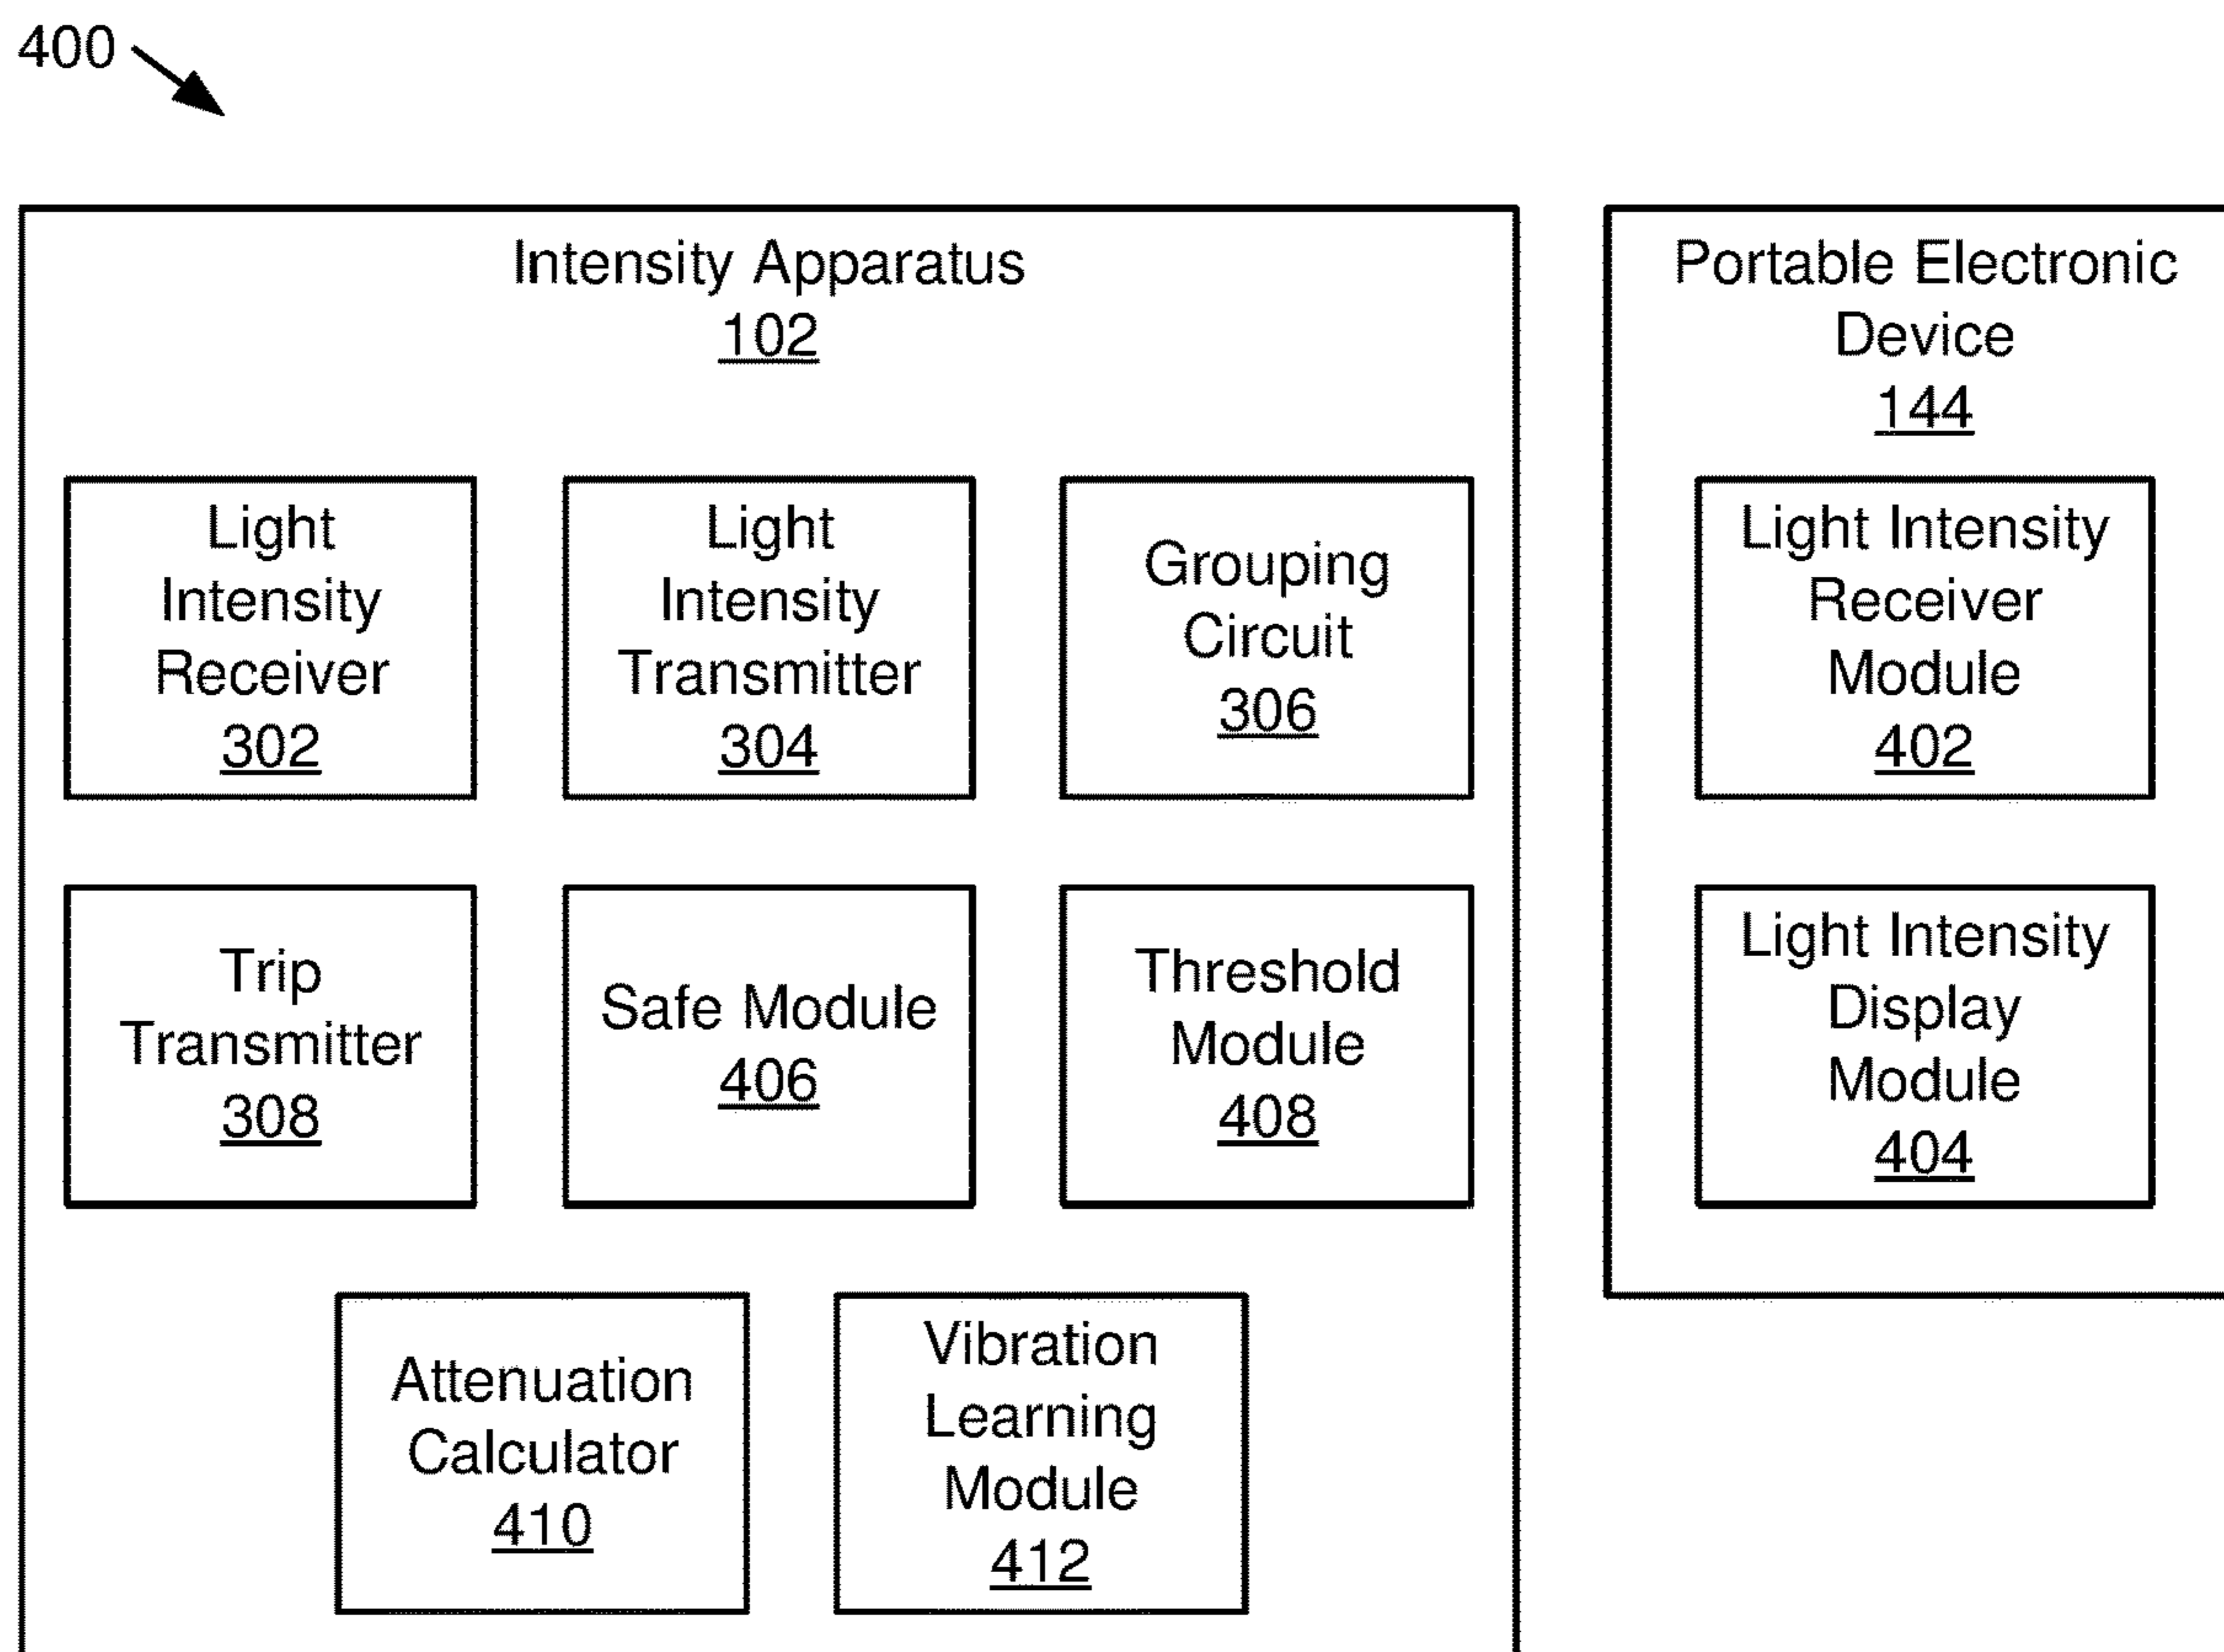 400
Intensity Apparatus
102
Light
Intensity
Receiver
302
Light
Intensity
Transmitter
304
Grouping
Circuit
306
Trip
Transmitter
308
Safe Module
406
Threshold
Module
408
Attenuation
Calculator
410
Vibration
Learning
Module
412
Portable Electronic
Device
144
Light Intensity
Receiver
Module
402
Light Intensity
Display
Module
404